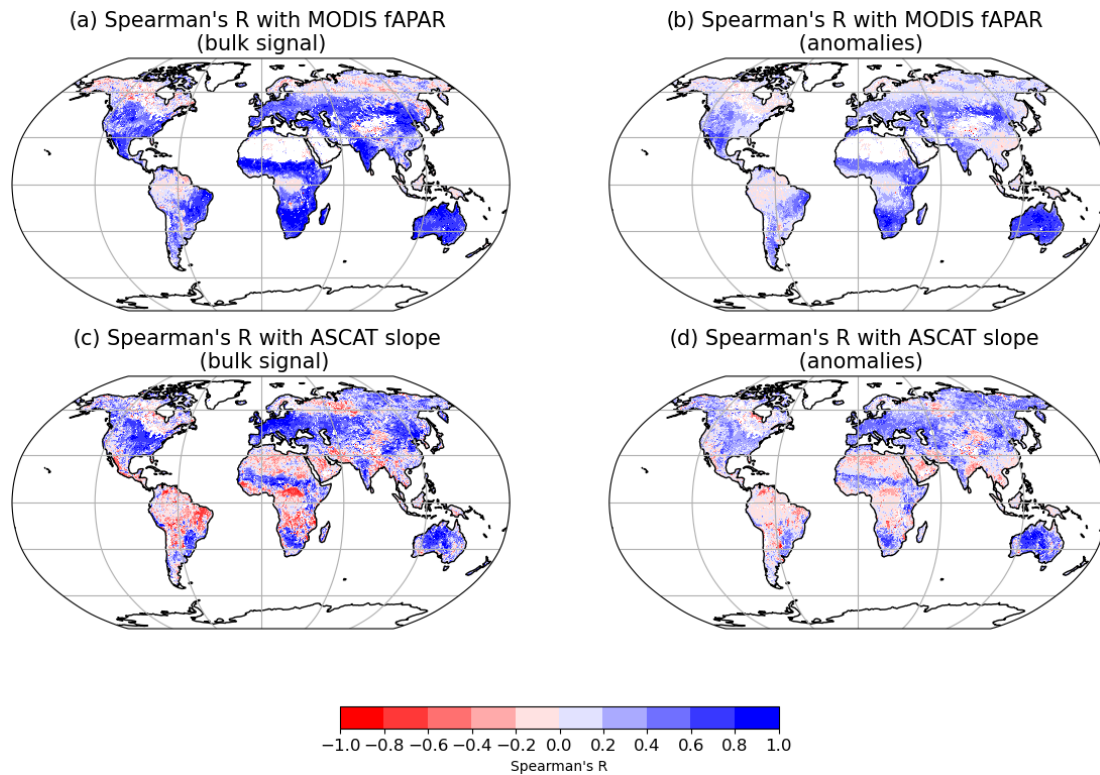 (a) Spearman's R with MODIS fAPAR
(bulk signal)
(b) Spearman's R with MODIS fAPAR
(anomalies)
(c) Spearman's R with ASCAT slope
(bulk signal)
(d) Spearman's R with ASCAT slope
(anomalies)
−1.0 −0.8 −0.6 −0.4 −0.2 0.0 0.2 0.4 0.6 0.8 1.0
Spearman's R